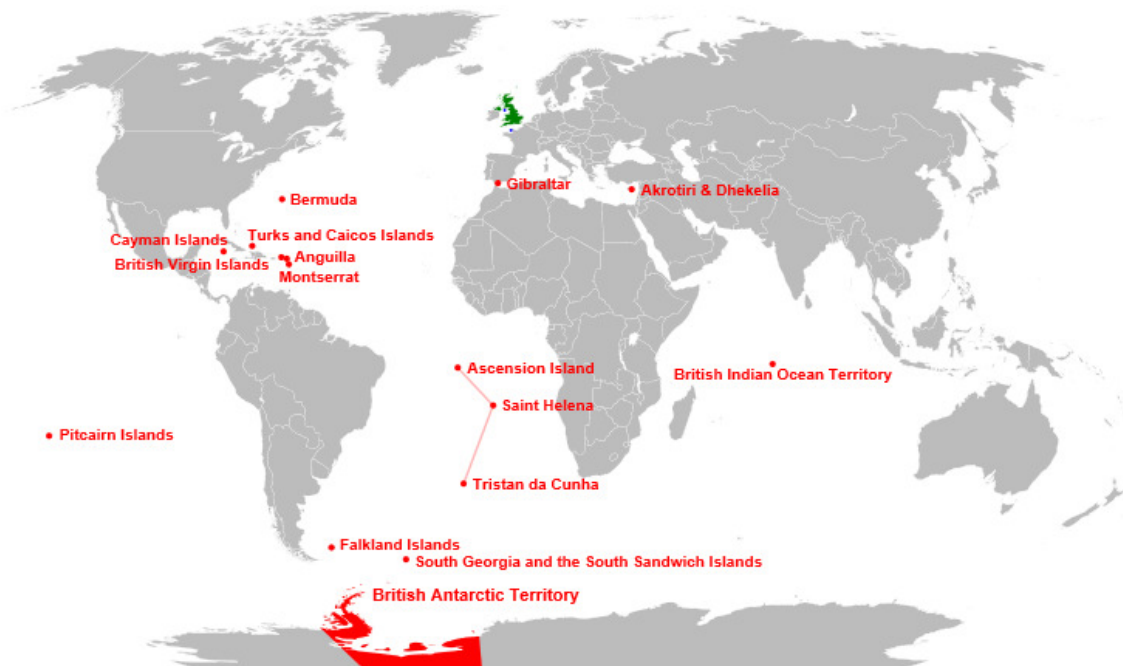 Gibraltar
Akrotiri & Dhekelia
Bermuda
Turks and Caicos Islands
Cayman Islands
Anguilla
British Virgin Islands
Montserrat
Ascension Island
British Indian Ocean Territory
Saint Helena
Pitcairn Islands
Tristan da Cunha
Falkland Islands
South Georgia and the South Sandwich Islands
British Antarctic Territory